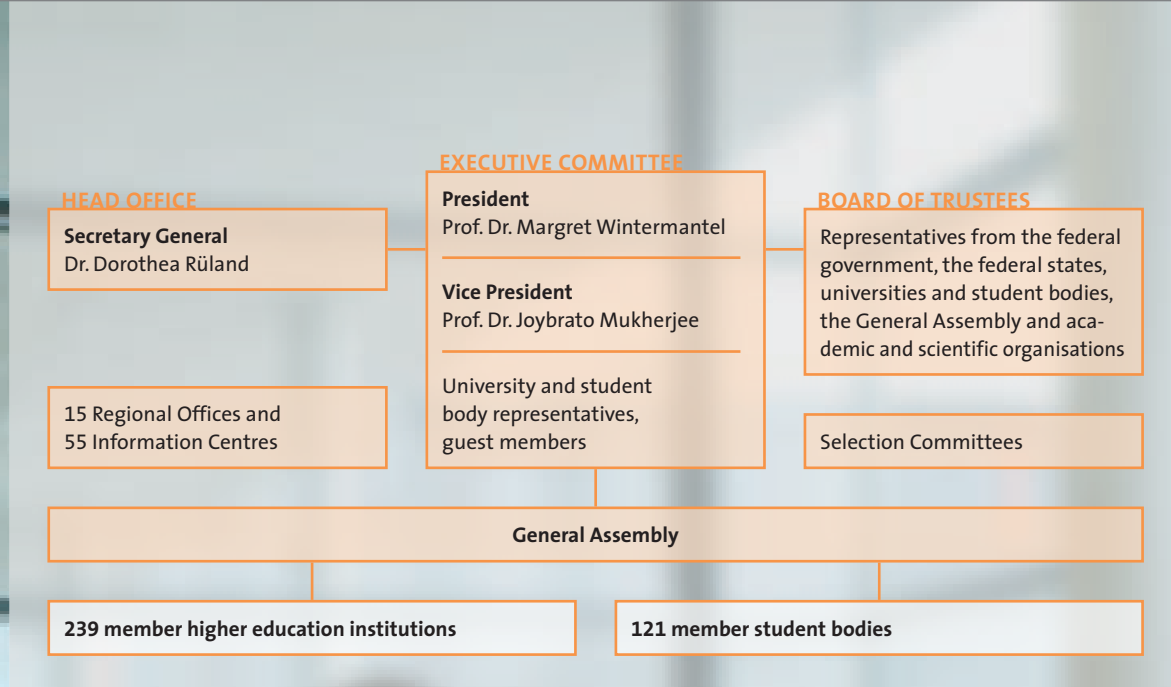 EXECUTIVE COMMITTEE
HEAD OFFICE
BOARD OF TRUSTEES
Secretary General
Dr. Dorothea Rüland
President
Prof. Dr. Margret Wintermantel
Vice President
Prof. Dr. Joybrato Mukherjee
University and student
body representatives,
guest members
Representatives from the federal
government, the federal states,
universities and student bodies,
the General Assembly and aca-
demic and scientific organisations
15 Regional Offices and
55 Information Centres
Selection Committees
General Assembly
239 member higher education institutions
121 member student bodies